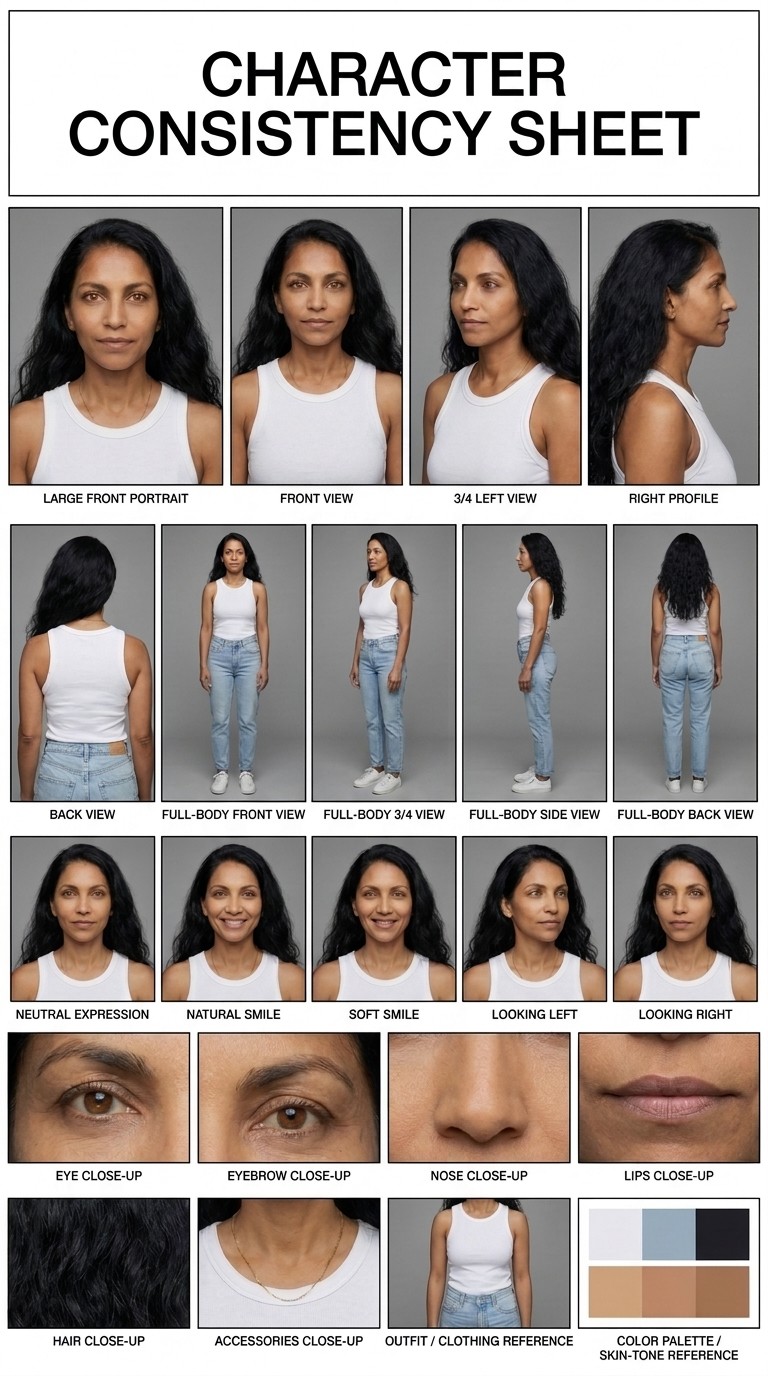 CHARACTER
CONSISTENCY SHEET
LARGE FRONT PORTRAIT
FRONT VIEW
3/4 LEFT VIEW
RIGHT PROFILE
BACK VIEW
FULL-BODY FRONT VIEW
FULL-BODY 3/4 VIEW
FULL-BODY SIDE VIEW
FULL-BODY BACK VIEW
NEUTRAL EXPRESSION
NATURAL SMILE
SOFT SMILE
LOOKING LEFT
LOOKING RIGHT
EYE CLOSE-UP
EYEBROW CLOSE-UP
NOSE CLOSE-UP
LIPS CLOSE-UP
HAIR CLOSE-UP
ACCESSORIES CLOSE-UP
OUTFIT / CLOTHING REFERENCE
COLOR PALETTE /
SKIN-TONE REFERENCE